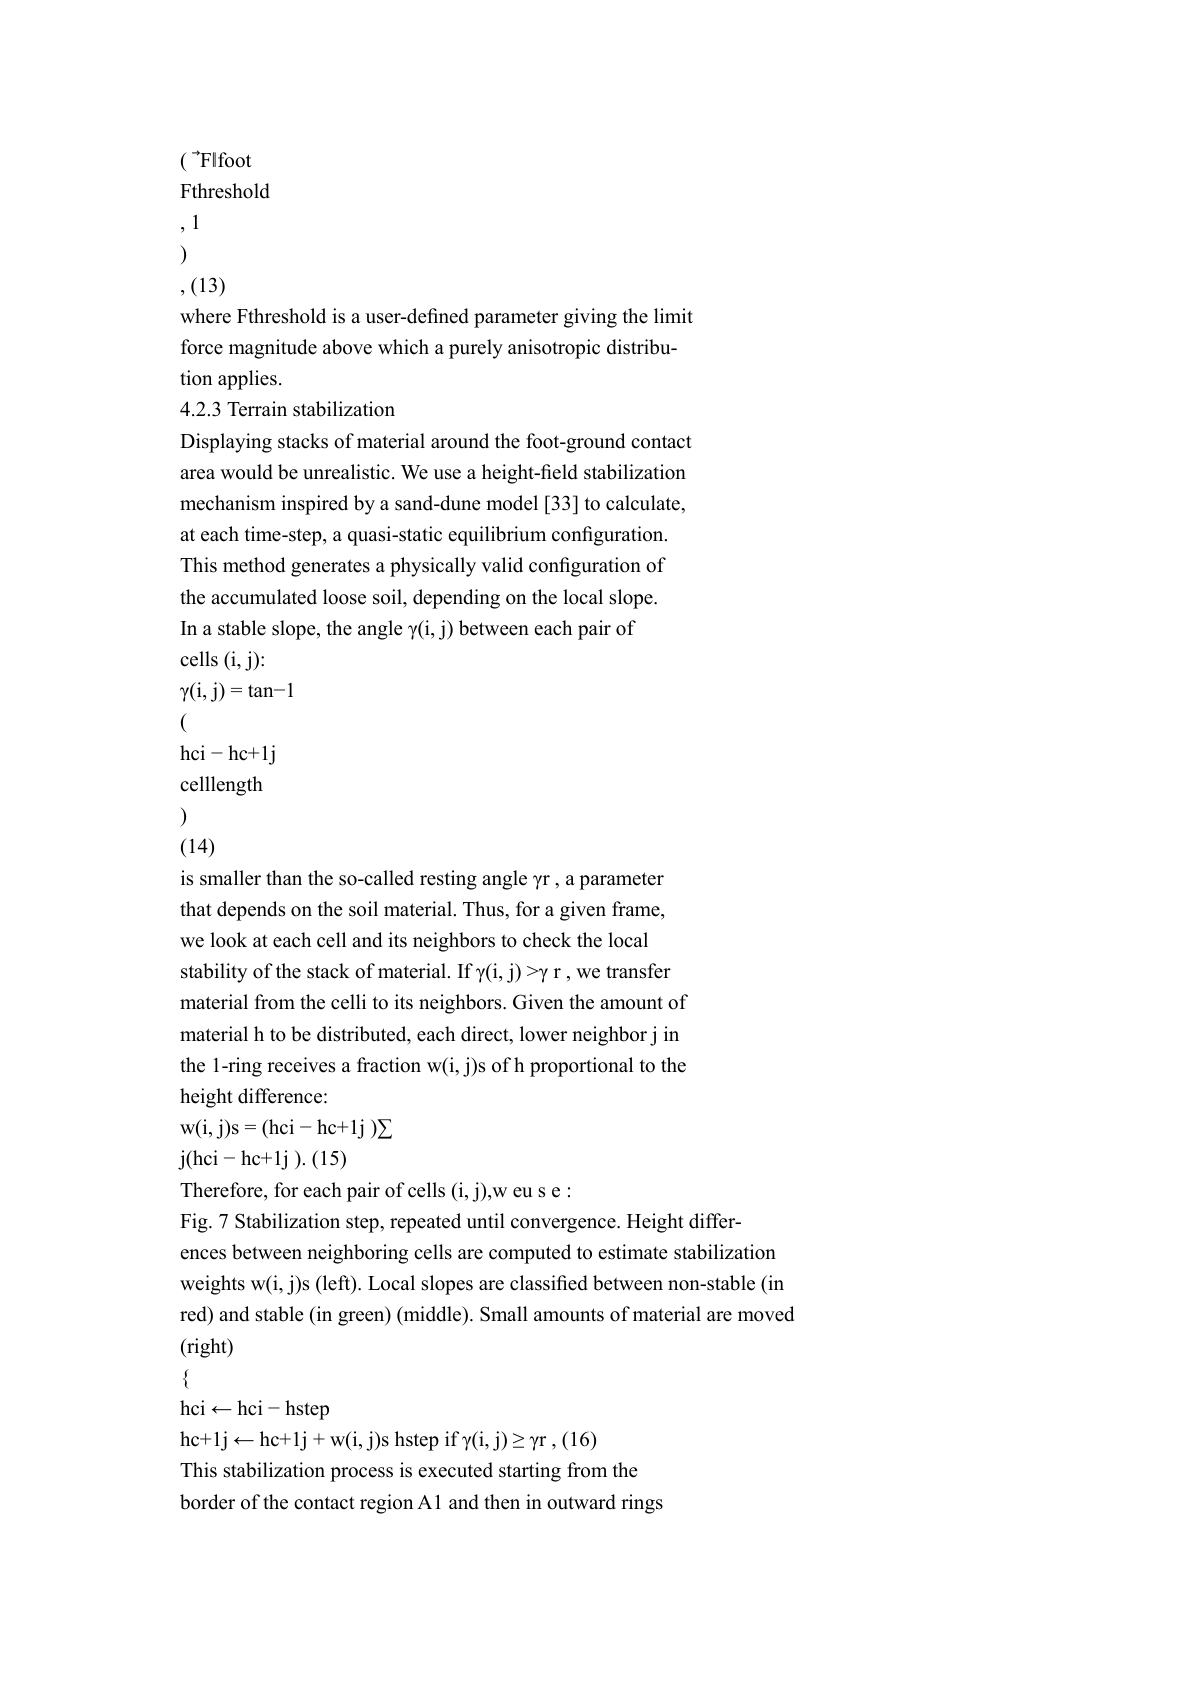 ( ⃗F∥foot
Fthreshold
, 1
)
, (13)
where Fthreshold is a user-defined parameter giving the limit
force magnitude above which a purely anisotropic distribu-
tion applies.
4.2.3 Terrain stabilization
Displaying stacks of material around the foot-ground contact
area would be unrealistic. We use a height-field stabilization
mechanism inspired by a sand-dune model [33] to calculate,
at each time-step, a quasi-static equilibrium configuration.
This method generates a physically valid configuration of
the accumulated loose soil, depending on the local slope.
In a stable slope, the angle γ(i, j) between each pair of
cells (i, j):
γ(i, j) = tan−1
(
hci − hc+1j
celllength
)
(14)
is smaller than the so-called resting angle γr , a parameter
that depends on the soil material. Thus, for a given frame,
we look at each cell and its neighbors to check the local
stability of the stack of material. If γ(i, j) >γ r , we transfer
material from the celli to its neighbors. Given the amount of
material h to be distributed, each direct, lower neighbor j in
the 1-ring receives a fraction w(i, j)s of h proportional to the
height difference:
w(i, j)s = (hci − hc+1j )∑
j(hci − hc+1j ). (15)
Therefore, for each pair of cells (i, j),w eu s e :
Fig. 7 Stabilization step, repeated until convergence. Height differ-
ences between neighboring cells are computed to estimate stabilization
weights w(i, j)s (left). Local slopes are classified between non-stable (in
red) and stable (in green) (middle). Small amounts of material are moved
(right)
{
hci ← hci − hstep
hc+1j ← hc+1j + w(i, j)s hstep if γ(i, j) ≥ γr , (16)
This stabilization process is executed starting from the
border of the contact region A1 and then in outward rings